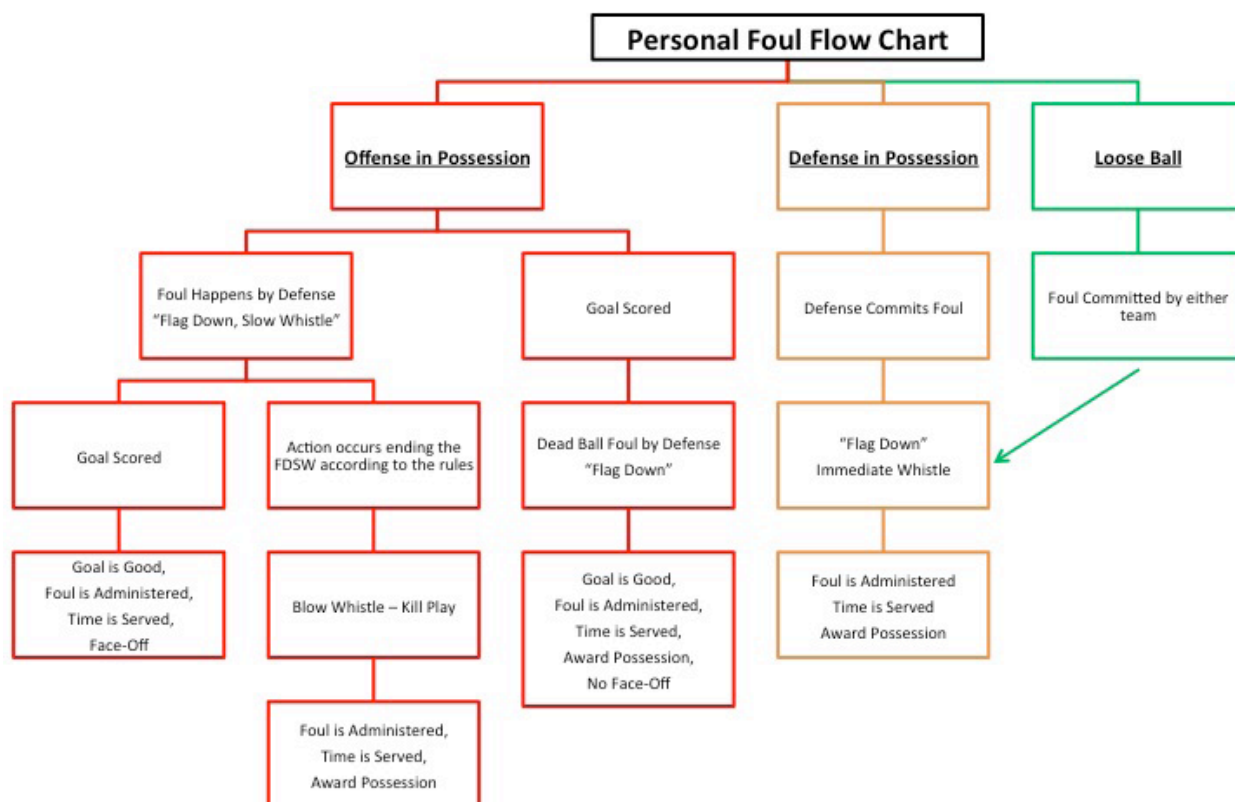 Personal Foul Flow Chart
Offense in Possession
Defense in Possession
Loose Ball
Foul Happens by Defense
“Flag Down, Slow Whistle”
Goal Scored
Defense Commits Foul
Foul Committed by either
team
Goal Scored
Action occurs ending the
FDSW according to the rules
Dead Ball Foul by Defense
“Flag Down”
“Flag Down”
Immediate Whistle
Goal is Good,
Foul is Administered,
Time is Served,
Face-Off
Blow Whistle – Kill Play
Goal is Good,
Foul is Administered,
Time is Served,
Award Possession,
No Face-Off
Foul is Administered
Time is Served
Award Possession
Foul is Administered,
Time is Served,
Award Possession